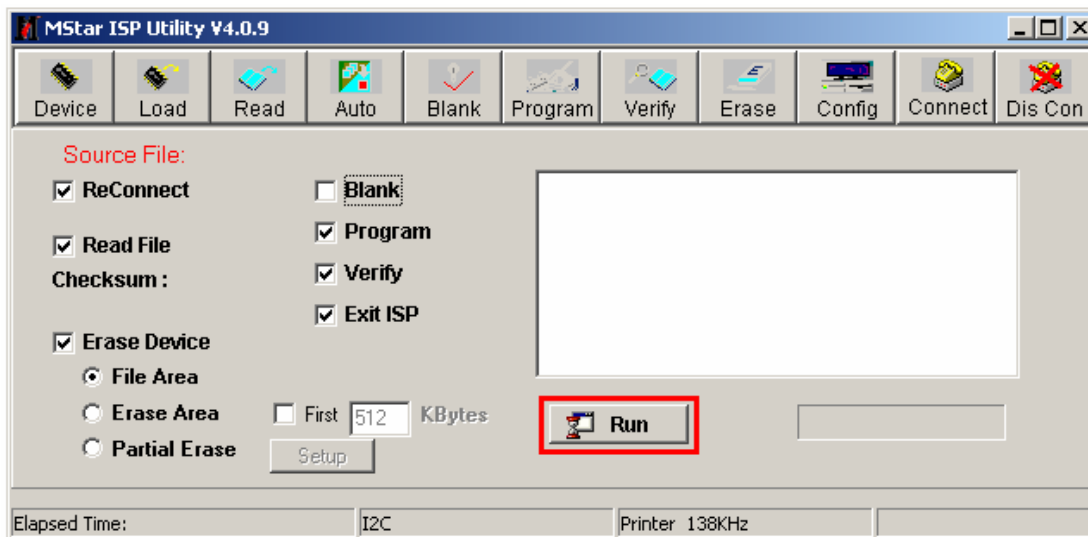 MStar ISP Utility V4.0.9
Device Load Read Auto Blank Program Verify Erase Config Connect Dis Con
Source File:
ReConnect
Blank
Program
Read File
Checksum :
Verify
Exit ISP
Erase Device
File Area
Erase Area
First 512 KBytes
Run
Partial Erase
Setup
Elapsed Time:
I2C
Printer 138KHz